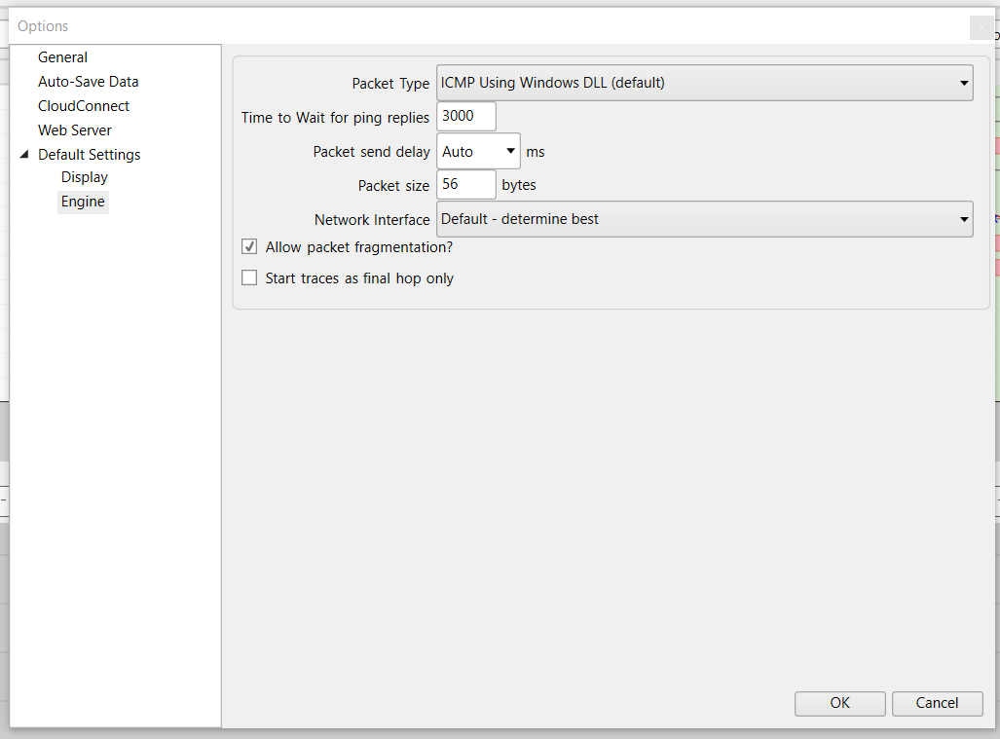 Options
General
Auto-Save Data
CloudConnect
Web Server
Default Settings
Display
Engine
Packet Type ICMP Using Windows DLL (default)
Time to Wait for ping replies 3000
Packet send delay Auto ms
Packet size 56 bytes
Network Interface Default - determine best
Allow packet fragmentation?
Start traces as final hop only
OK Cancel